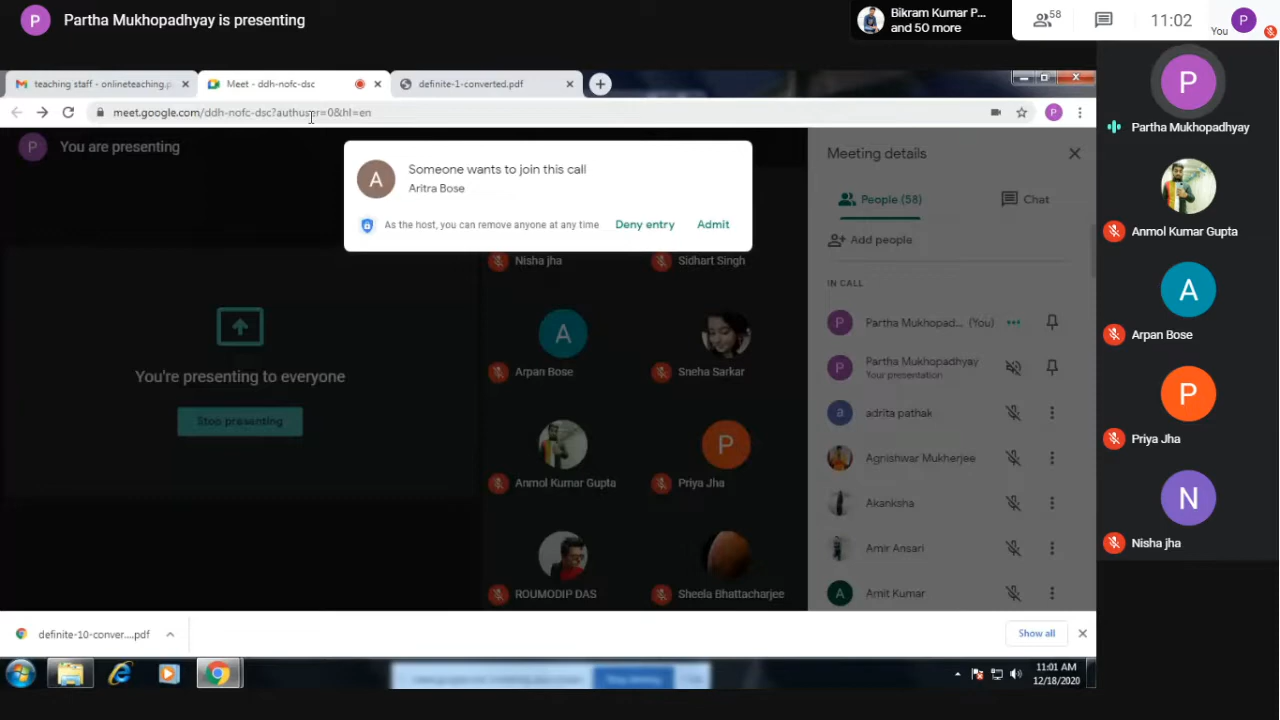 P
Partha Mukhopadhyay is presenting
Bikram Kumar P...
and 50 more
58
11:02
You
P
teaching staff - onlineteaching.p
Meet - ddh-nofc-dsc
definite-1-converted.pdf
meet.google.com/ddh-nofc-dsc?authuser=0&hl=en
P
P
You are presenting
Someone wants to join this call
A
Aritra Bose
As the host, you can remove anyone at any time
Deny entry
Admit
Nisha jha
Sidhart Singh
You're presenting to everyone
Stop presenting
A
Arpan Bose
Sneha Sarkar
Anmol Kumar Gupta
P
Priya Jha
ROUMODIP DAS
Sheela Bhattacharjee
Meeting details
People (58)
Chat
Add people
IN CALL
P
Partha Mukhopad... (You)
P
Partha Mukhopadhyay
Your presentation
a
adrita pathak
Agnishwar Mukherjee
Akanksha
Amir Ansari
A
Amit Kumar
P
Partha Mukhopadhyay
Anmol Kumar Gupta
A
Arpan Bose
P
Priya Jha
N
Nisha jha
definite-10-conver....pdf
Show all
11:01 AM
12/18/2020